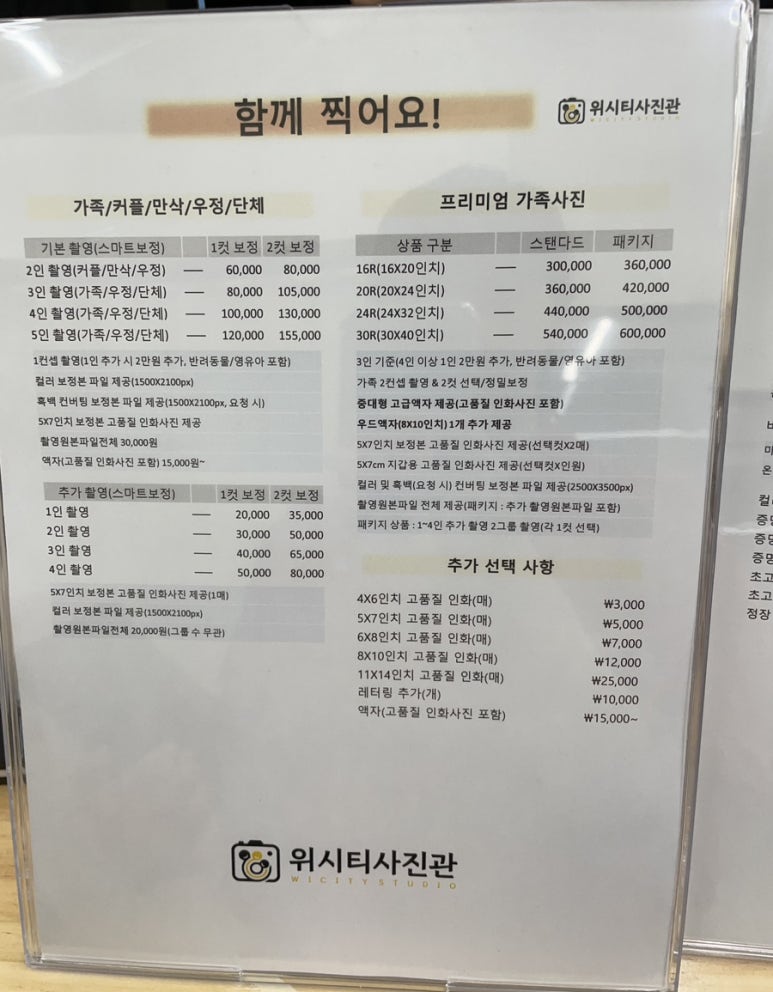 함께 찍어요!
위시티사진관
WICITY STUDIO
가족/커플/만삭/우정/단체
기본 촬영(스마트보정) 1컷 보정 2컷 보정
2인 촬영(커플/만삭/우정) — 60,000 80,000
3인 촬영(가족/우정/단체) — 80,000 105,000
4인 촬영(가족/우정/단체) — 100,000 130,000
5인 촬영(가족/우정/단체) — 120,000 155,000
1컨셉 촬영(1인 추가 시 2만원 추가, 반려동물/영유아 포함)
컬러 보정본 파일 제공(1500X2100px)
흑백 컨버팅 보정본 파일 제공(1500X2100px, 요청 시)
5X7인치 보정본 고품질 인화사진 제공
촬영원본파일전체 30,000원
액자(고품질 인화사진 포함) 15,000원~
추가 촬영(스마트보정) 1컷 보정 2컷 보정
1인 촬영 — 20,000 35,000
2인 촬영 — 30,000 50,000
3인 촬영 — 40,000 65,000
4인 촬영 — 50,000 80,000
5X7인치 보정본 고품질 인화사진 제공(1매)
컬러 보정본 파일 제공(1500X2100px)
촬영원본파일전체 20,000원(그룹 수 무관)
프리미엄 가족사진
상품 구분 스탠다드 패키지
16R(16X20인치) — 300,000 360,000
20R(20X24인치) — 360,000 420,000
24R(24X32인치) — 440,000 500,000
30R(30X40인치) — 540,000 600,000
3인 기준(4인 이상 1인 2만원 추가, 반려동물/영유아 포함)
가족 2컨셉 촬영 & 2컷 선택/정밀보정
중대형 고급액자 제공(고품질 인화사진 포함)
우드액자(8X10인치) 1개 추가 제공
5X7인치 보정본 고품질 인화사진 제공(선택컷X2매)
5X7cm 지갑용 고품질 인화사진 제공(선택컷X인원)
컬러 및 흑백(요청 시) 컨버팅 보정본 파일 제공(2500X3500px)
촬영원본파일 전체 제공(패키지 : 추가 촬영원본파일 포함)
패키지 상품 : 1~4인 추가 촬영 2그룹 촬영(각 1컷 선택)
추가 선택 사항
4X6인치 고품질 인화(매) ₩3,000
5X7인치 고품질 인화(매) ₩5,000
6X8인치 고품질 인화(매) ₩7,000
8X10인치 고품질 인화(매) ₩12,000
11X14인치 고품질 인화(매) ₩25,000
레터링 추가(개) ₩10,000
액자(고품질 인화사진 포함) ₩15,000~
위시티사진관
WICITY STUDIO
컬
증명
증명
초고
초고
정장